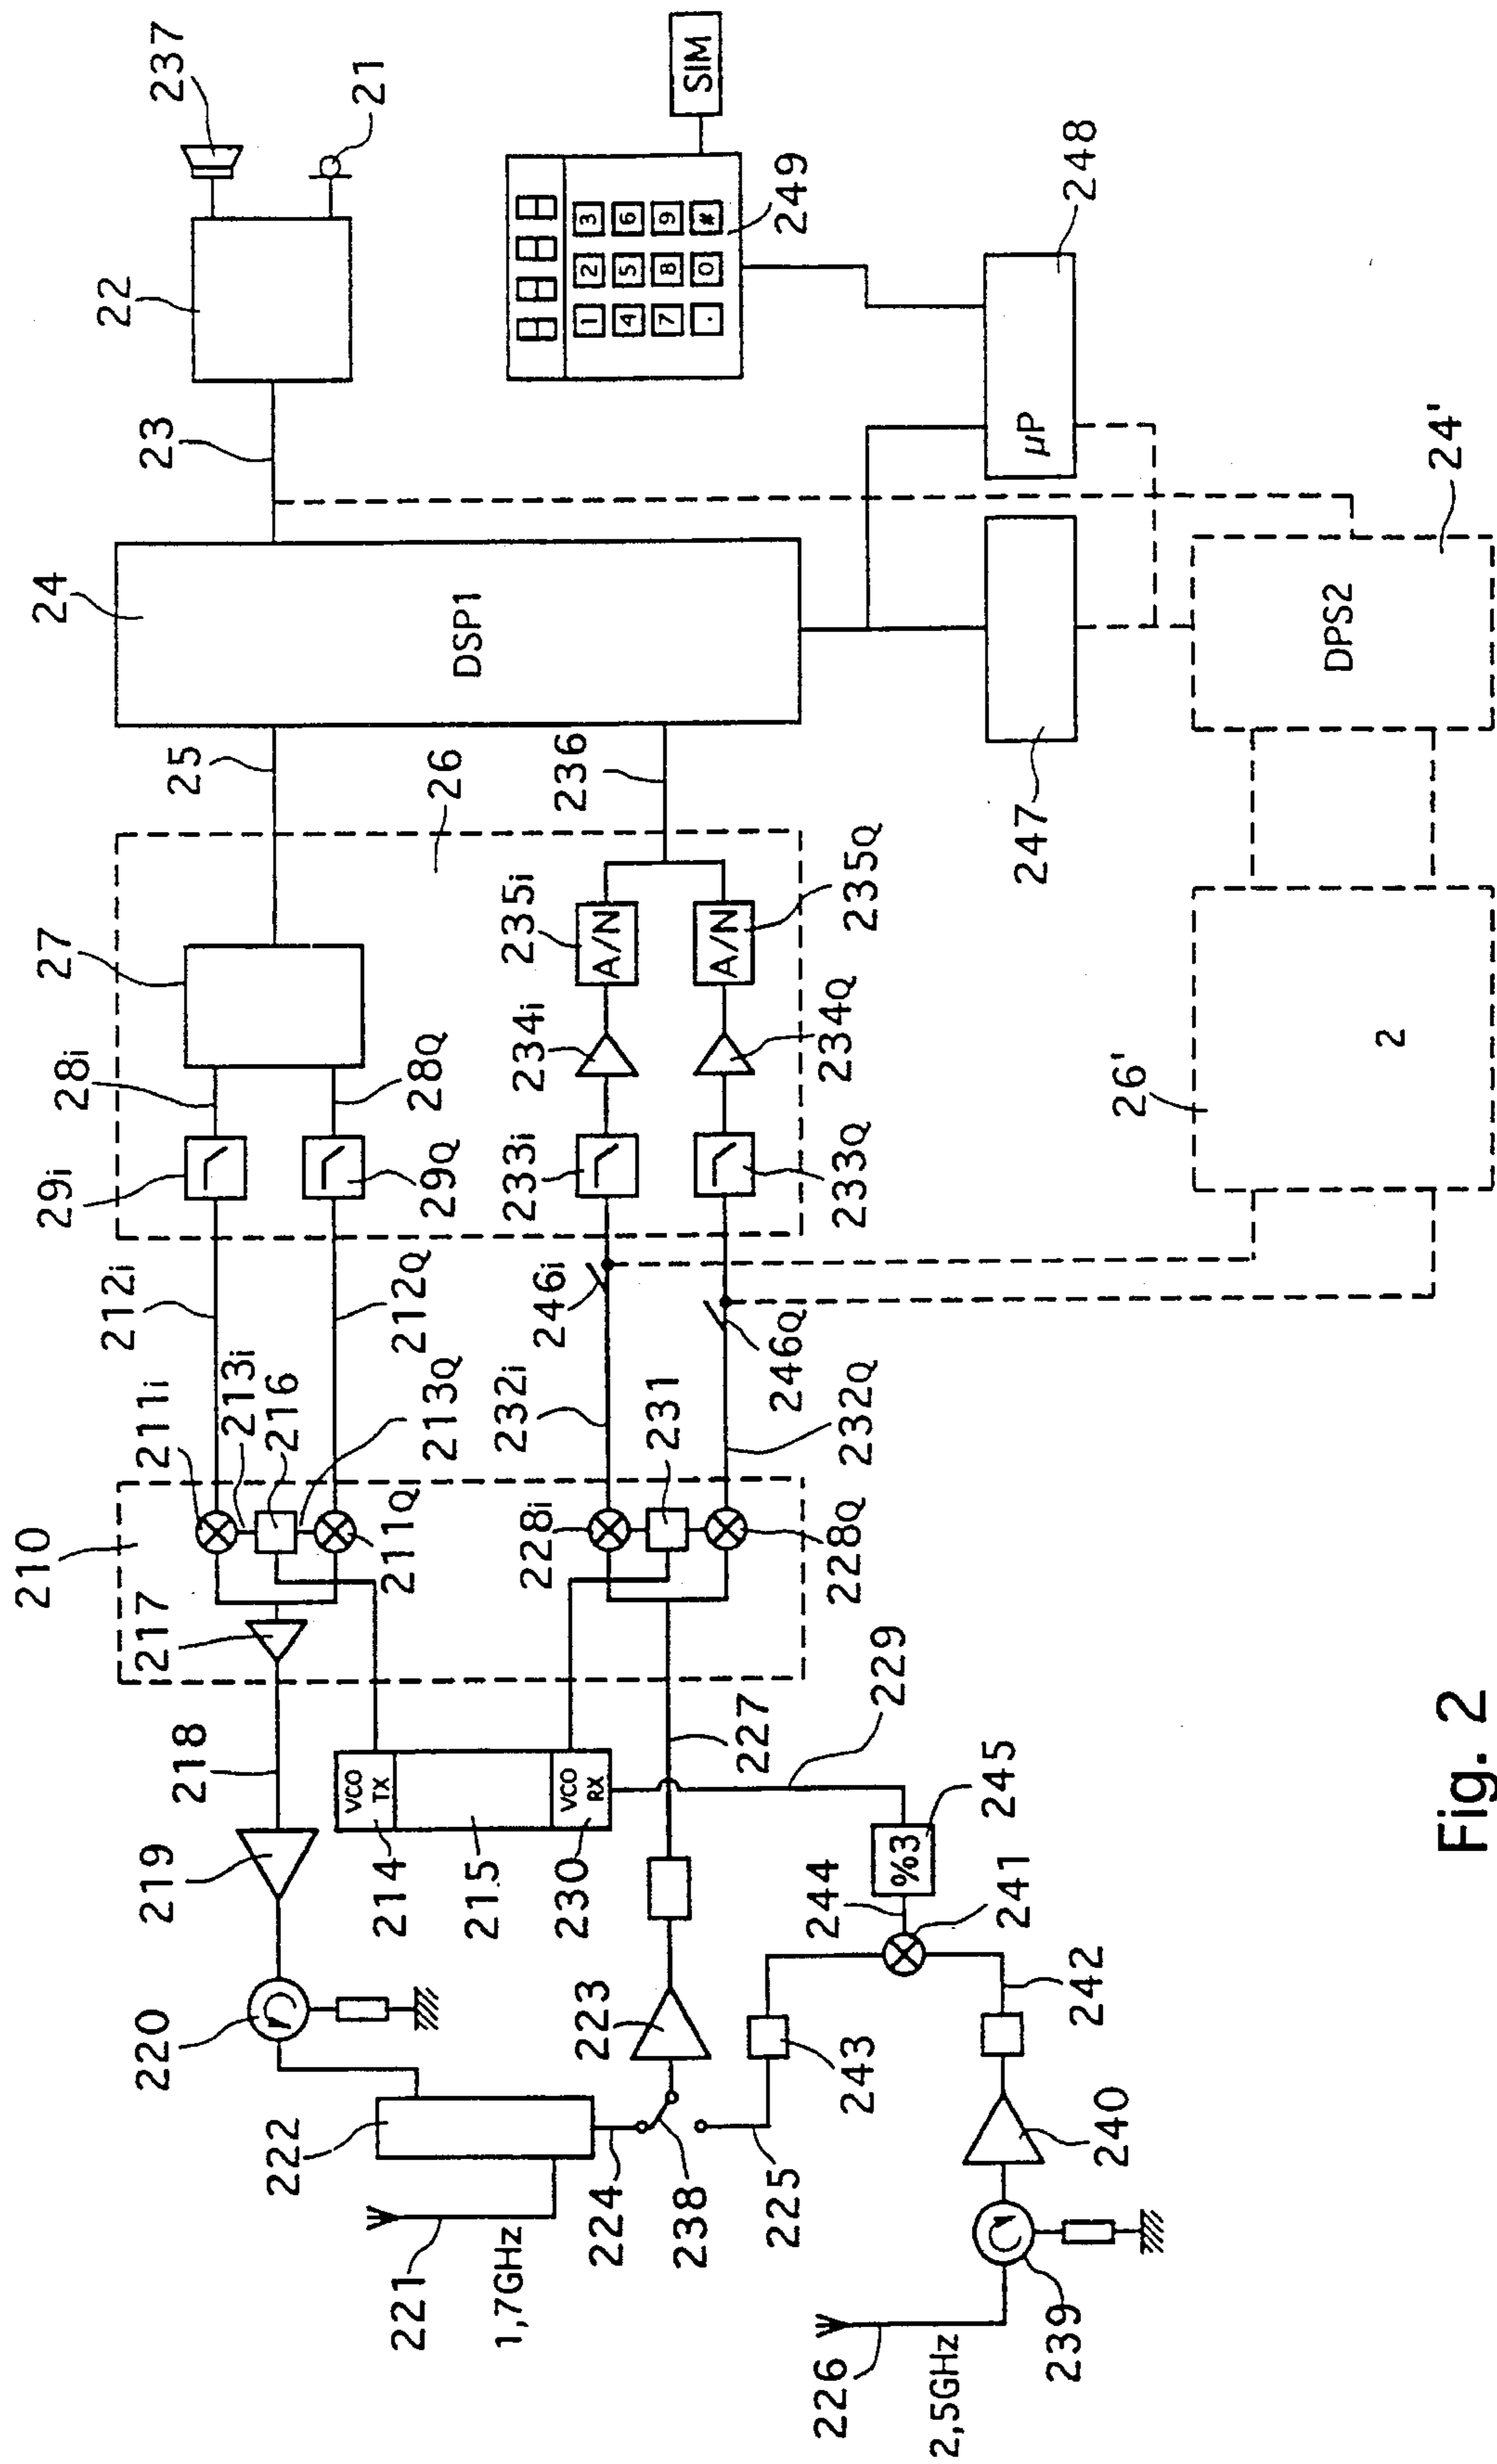 210
29i
28i
27
24
22
237
220
219
218
217
211i
212i
213i
216
25
23
21
222
214
VCO
TX
213Q
211Q
212Q
29Q
28Q
26
221
1,7GHz
215
DSP1
230
VCO
RX
228i
232i
246i
233i
234i
235i
A/N
236
1 2 3
4 5 6
7 8 9
. 0 #
SIM
224
223
231
238
227
A/N
249
225
243
229
228Q
232Q
246Q
233Q
234Q
235Q
226
2,5GHz
244
%3
245
241
240
242
239
247
µP
248
26'
2
DPS2
24'
Fig. 2